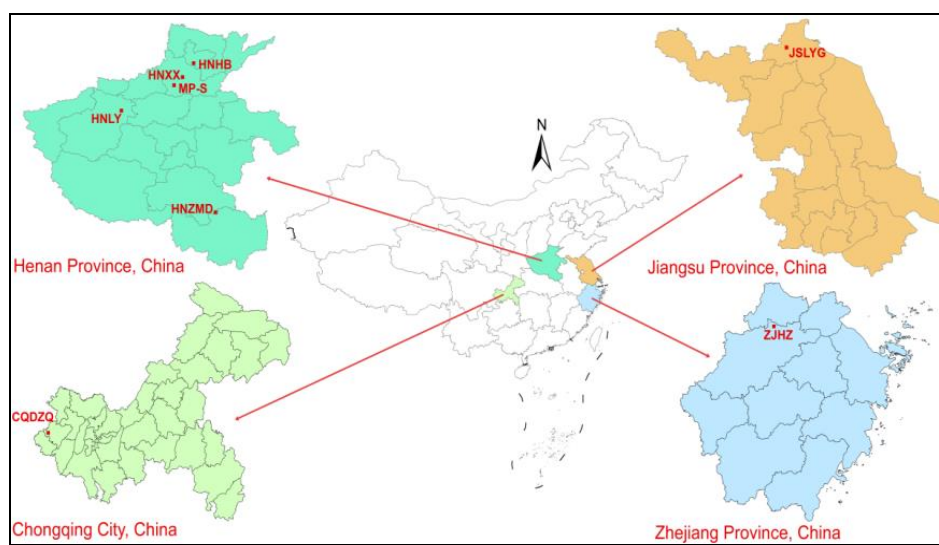 HNHB
HNXX
MP-S
HNLY
HNZMD
Henan Province, China
JSLYG
Jiangsu Province, China
N
CQDZQ
Chongqing City, China
ZJHZ
Zhejiang Province, China